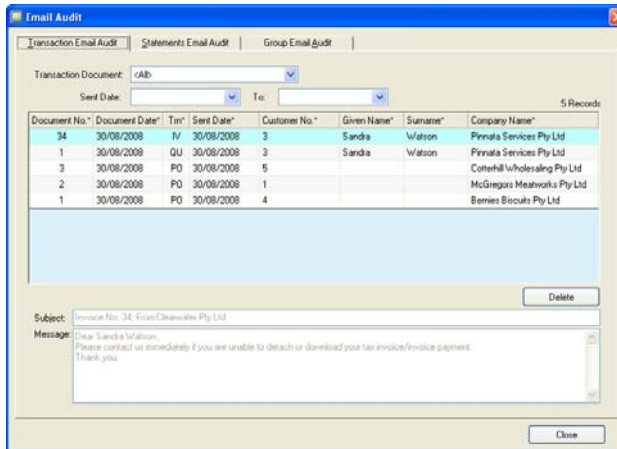 Email Audit
Transaction Email Audit Statements Email Audit Group Email Audit
Transaction Document: <All>
Sent Date: To:
5 Records
Document No.* Document Date* Trn* Sent Date* Customer No.* Given Name* Surname* Company Name*
34 30/08/2008 IV 30/08/2008 3 Sandra Watson Pinnata Services Pty Ltd
1 30/08/2008 QU 30/08/2008 3 Sandra Watson Pinnata Services Pty Ltd
3 30/08/2008 PO 30/08/2008 5 Cotterhill Wholesaling Pty Ltd
2 30/08/2008 PO 30/08/2008 1 McGregors Meatworks Pty Ltd
1 30/08/2008 PO 30/08/2008 4 Bernies Biscuits Pty Ltd
Delete
Subject: Invoice No. 34, From:Clearwater Pty Ltd
Message: Dear Sandra Watson,
Please contact us immediately if you are unable to detach or download your tax invoice/invoice payment.
Thank you.
Close